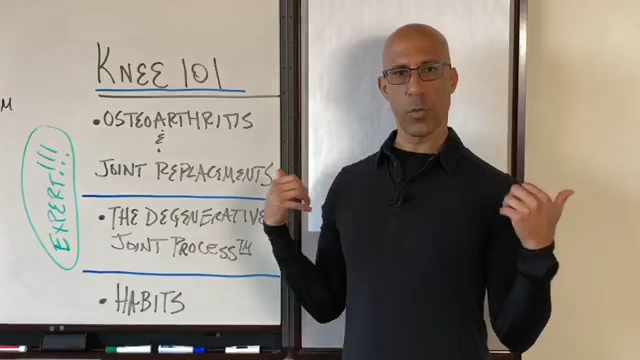 M
KNEE 101
• OSTEOARTHRITIS
&
JOINT REPLACEMENTS
EXPERT!!!
• THE DEGENERATIVE
JOINT PROCESS™
• HABITS